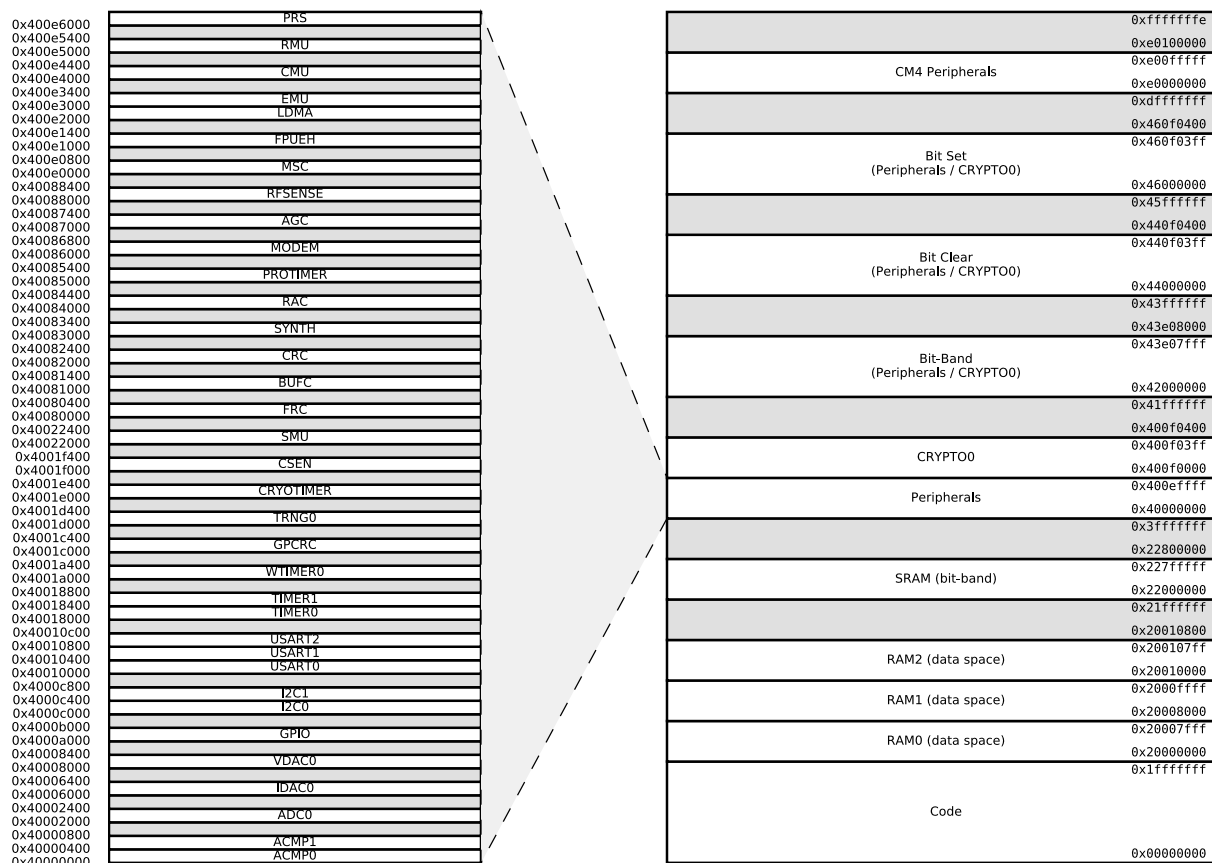 PRS
0x400e6000
0x400e5400
RMU
0x400e5000
0x400e4400
CMU
0x400e4000
0x400e3400
EMU
0x400e3000
LDMA
0x400e2000
0x400e1400
FPUEH
0x400e1000
0x400e0800
MSC
0x400e0000
0x40088400
RFSENSE
0x40088000
0x40087400
AGC
0x40087000
0x40086800
MODEM
0x40086000
0x40085400
PROTIMER
0x40085000
0x40084400
RAC
0x40084000
0x40083400
SYNTH
0x40083000
0x40082400
CRC
0x40082000
0x40081400
BUFC
0x40081000
0x40080400
FRC
0x40080000
0x40022400
SMU
0x40022000
0x4001f400
CSEN
0x4001f000
0x4001e400
CRYOTIMER
0x4001e000
0x4001d400
TRNG0
0x4001d000
0x4001c400
GPCRC
0x4001c000
0x4001a400
WTIMER0
0x4001a000
0x40018800
TIMER1
0x40018400
TIMER0
0x40018000
0x40010c00
USART2
0x40010800
USART1
0x40010400
USART0
0x40010000
0x4000c800
I2C1
0x4000c400
I2C0
0x4000c000
0x4000b000
GPIO
0x4000a000
0x40008400
VDAC0
0x40008000
0x40006400
IDAC0
0x40006000
0x40002400
ADC0
0x40002000
0x40000800
ACMP1
0x40000400
ACMP0
0x40000000
0xfffffffe
0xe0100000
0xe00fffff
CM4 Peripherals
0xe0000000
0xdfffffff
0x460f0400
0x460f03ff
Bit Set
(Peripherals / CRYPTO0)
0x46000000
0x45ffffff
0x440f0400
0x440f03ff
Bit Clear
(Peripherals / CRYPTO0)
0x44000000
0x43ffffff
0x43e08000
0x43e07fff
Bit-Band
(Peripherals / CRYPTO0)
0x42000000
0x41ffffff
0x400f0400
0x400f03ff
CRYPTO0
0x400f0000
0x400effff
Peripherals
0x40000000
0x3fffffff
0x22800000
0x227fffff
SRAM (bit-band)
0x22000000
0x21ffffff
0x20010800
0x200107ff
RAM2 (data space)
0x20010000
0x2000ffff
RAM1 (data space)
0x20008000
0x20007fff
RAM0 (data space)
0x20000000
0x1fffffff
Code
0x00000000